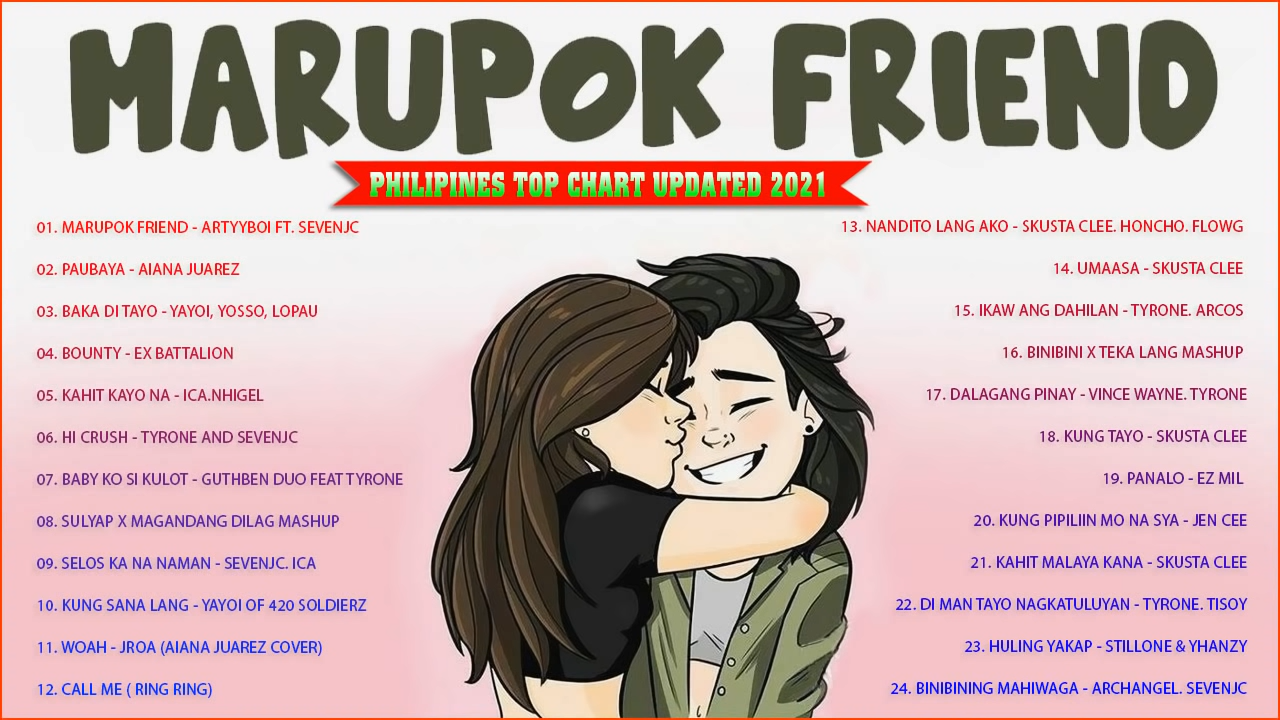 MARUPOK FRIEND
PHILIPINES TOP CHART UPDATED 2021
01. MARUPOK FRIEND - ARTYYBOI FT. SEVENJC
02. PAUBAYA - AIANA JUAREZ
03. BAKA DI TAYO - YAYOI, YOSSO, LOPAU
04. BOUNTY - EX BATTALION
05. KAHIT KAYO NA - ICA.NHIGEL
06. HI CRUSH - TYRONE AND SEVENJC
07. BABY KO SI KULOT - GUTHBEN DUO FEAT TYRONE
08. SULYAP X MAGANDANG DILAG MASHUP
09. SELOS KA NA NAMAN - SEVENJC. ICA
10. KUNG SANA LANG - YAYOI OF 420 SOLDIERZ
11. WOAH - JROA (AIANA JUAREZ COVER)
12. CALL ME ( RING RING)
13. NANDITO LANG AKO - SKUSTA CLEE. HONCHO. FLOWG
14. UMAASA - SKUSTA CLEE
15. IKAW ANG DAHILAN - TYRONE. ARCOS
16. BINIBINI X TEKA LANG MASHUP
17. DALAGANG PINAY - VINCE WAYNE. TYRONE
18. KUNG TAYO - SKUSTA CLEE
19. PANALO - EZ MIL
20. KUNG PIPILIIN MO NA SYA - JEN CEE
21. KAHIT MALAYA KANA - SKUSTA CLEE
22. DI MAN TAYO NAGKATULUYAN - TYRONE. TISOY
23. HULING YAKAP - STILLONE & YHANZY
24. BINIBINING MAHIWAGA - ARCHANGEL. SEVENJC